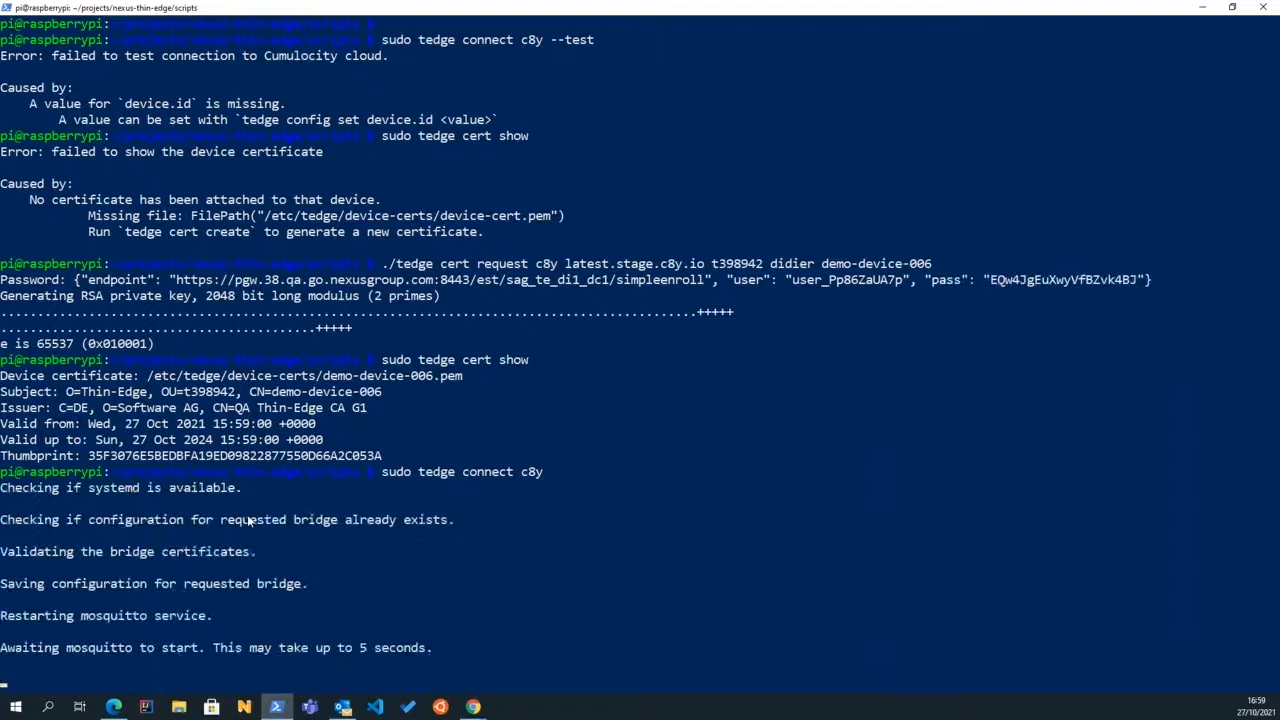 pi@raspberrypi: ~/projects/nexus-thin-edge/scripts
pi@raspberrypi:~/projects/nexus-thin-edge/scripts $
pi@raspberrypi:~/projects/nexus-thin-edge/scripts $ sudo tedge connect c8y --test
Error: failed to test connection to Cumulocity cloud.
Caused by:
A value for `device.id` is missing.
A value can be set with `tedge config set device.id <value>`
pi@raspberrypi:~/projects/nexus-thin-edge/scripts $ sudo tedge cert show
Error: failed to show the device certificate
Caused by:
No certificate has been attached to that device.
Missing file: FilePath("/etc/tedge/device-certs/device-cert.pem")
Run `tedge cert create` to generate a new certificate.
pi@raspberrypi:~/projects/nexus-thin-edge/scripts $ ./tedge cert request c8y latest.stage.c8y.io t398942 didier demo-device-006
Password: {"endpoint": "https://pgw.38.qa.go.nexusgroup.com:8443/est/sag_te_di1_dc1/simpleenroll", "user": "user_Pp86ZaUA7p", "pass": "EQw4JgEuXwyVfBZvk4BJ"}
Generating RSA private key, 2048 bit long modulus (2 primes)
.......................................................................................+++++
.......................................+++++
e is 65537 (0x010001)
pi@raspberrypi:~/projects/nexus-thin-edge/scripts $ sudo tedge cert show
Device certificate: /etc/tedge/device-certs/demo-device-006.pem
Subject: O=Thin-Edge, OU=t398942, CN=demo-device-006
Issuer: C=DE, O=Software AG, CN=QA Thin-Edge CA G1
Valid from: Wed, 27 Oct 2021 15:59:00 +0000
Valid up to: Sun, 27 Oct 2024 15:59:00 +0000
Thumbprint: 35F3076E5BEDBFA19ED09822877550D66A2C053A
pi@raspberrypi:~/projects/nexus-thin-edge/scripts $ sudo tedge connect c8y
Checking if systemd is available.
Checking if configuration for requested bridge already exists.
Validating the bridge certificates.
Saving configuration for requested bridge.
Restarting mosquitto service.
Awaiting mosquitto to start. This may take up to 5 seconds.
16:59
27/10/2021